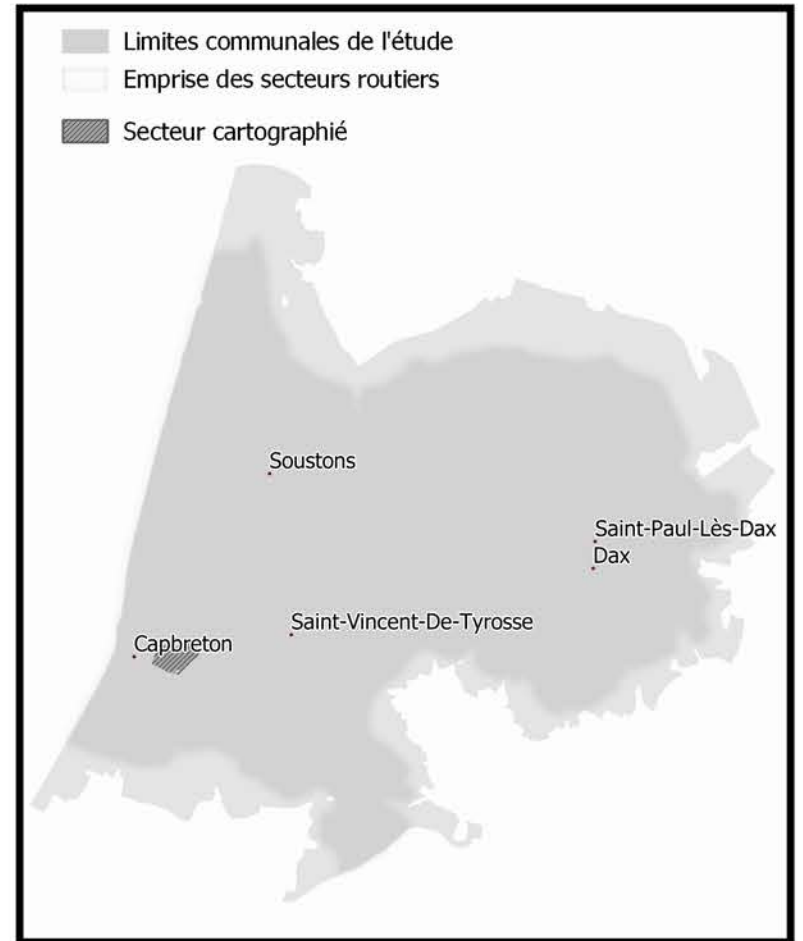 Limites communales de l'étude
Emprise des secteurs routiers
Secteur cartographié
Soustons
Saint-Paul-Lès-Dax
Dax
Saint-Vincent-De-Tyrosse
Capbreton